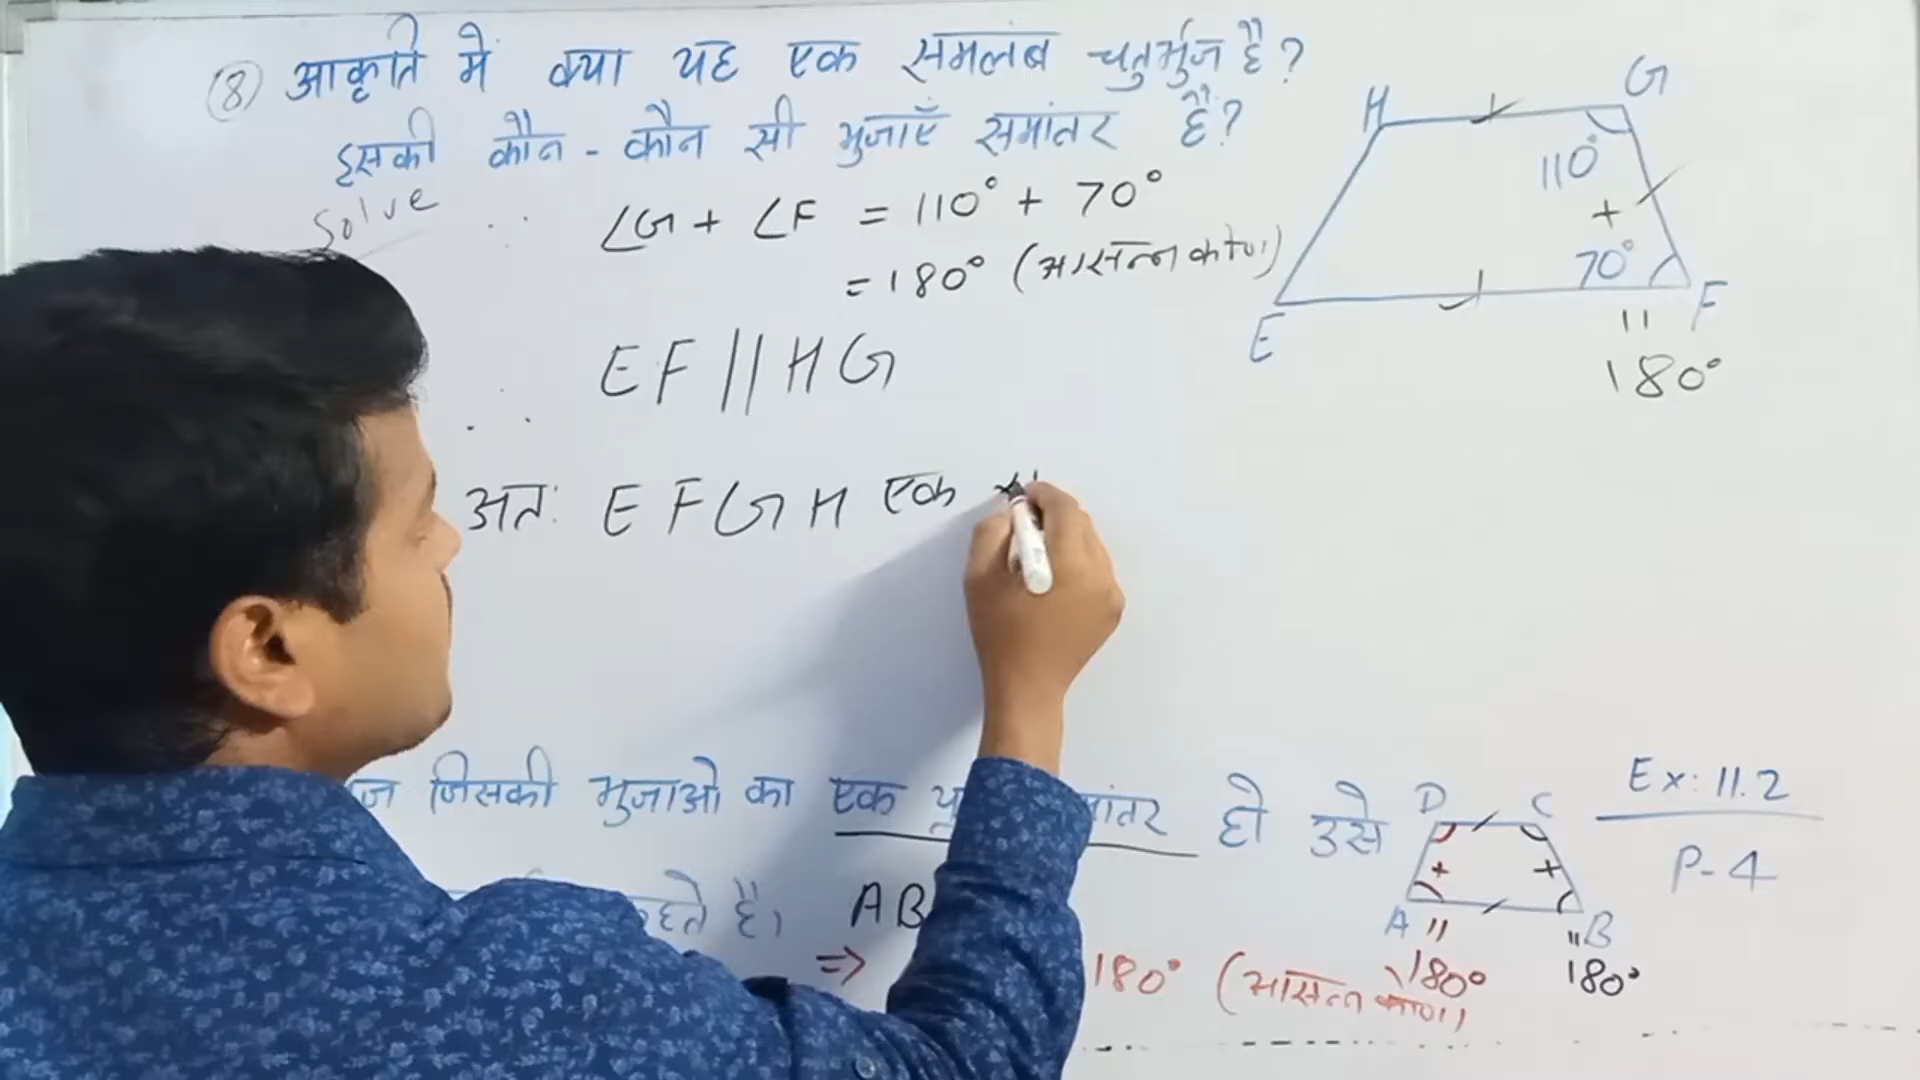 (8) आकृति में क्या यह एक समलंब चतुर्भुज है?
इसकी कौन - कौन सी भुजाएँ समांतर हैं?
Solve
∠G + ∠F = 110° + 70°
= 180° (आसन्न कोण)
EF || HG
अतः EFGH एक
H
G
110°
+
70°
E
F
"
180°
जिसकी भुजाओ का एक हो उसे
है।
AB
⇒ 180° (आसन्न कोण)
D C
+ +
A B
" "
180° 180°
Ex: 11.2
P-4